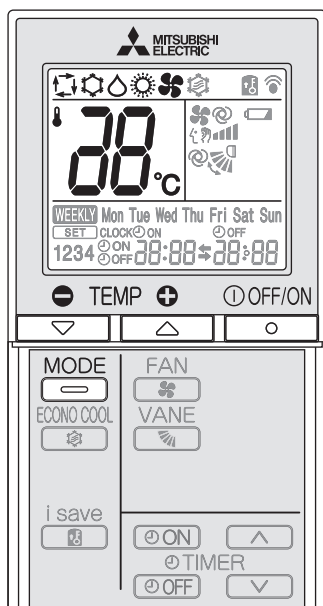 MITSUBISHI
ELECTRIC
88°C
WEEKLY Mon Tue Wed Thu Fri Sat Sun
SET CLOCK ON OFF
1234 ON OFF 88:88 88:88
TEMP OFF/ON
MODE FAN
ECONO COOL VANE
i save
ON
TIMER
OFF